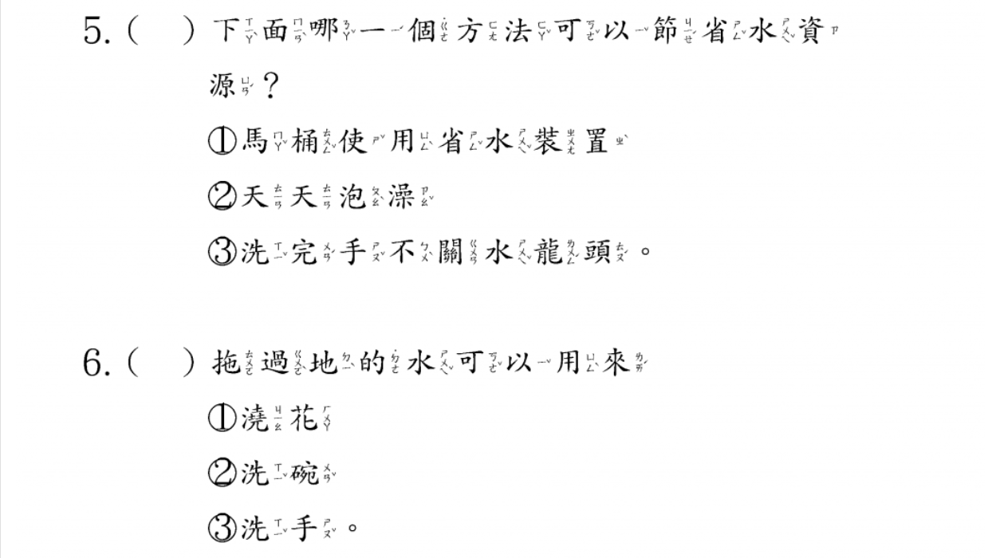 5.（　）下面哪一個方法可以節省水資
源？
①馬桶使用省水裝置
②天天泡澡
③洗完手不關水龍頭。
6.（　）拖過地的水可以用來
①澆花
②洗碗
③洗手。